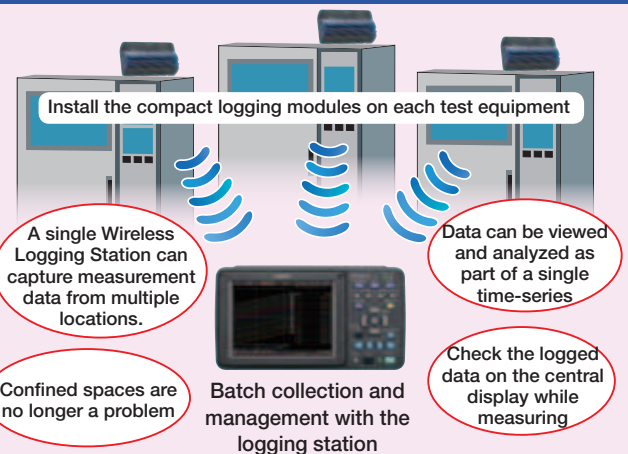 Install the compact logging modules on each test equipment
A single Wireless
Logging Station can
capture measurement
data from multiple
locations.
Data can be viewed
and analyzed as
part of a single
time-series
Confined spaces are
no longer a problem
Batch collection and
management with the
logging station
Check the logged
data on the central
display while
measuring